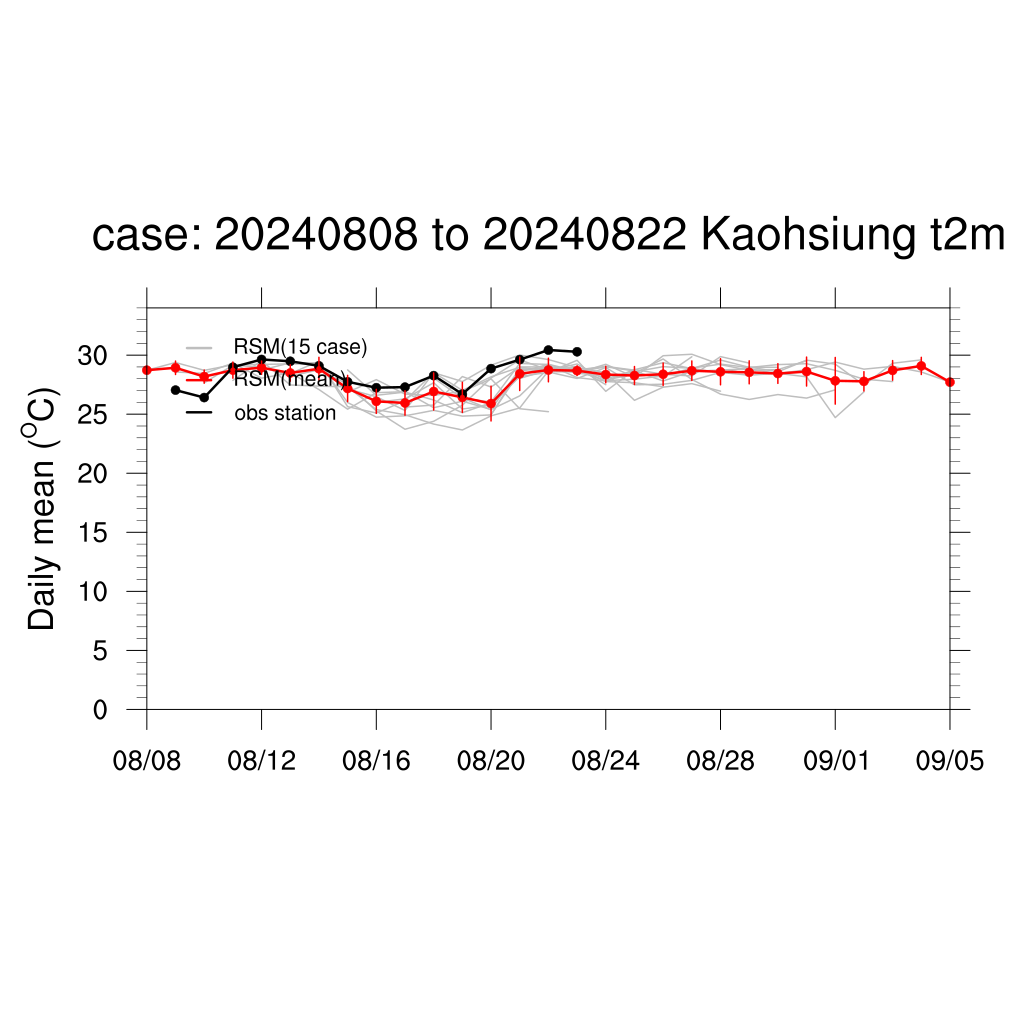 case: 20240808 to 20240822 Kaohsiung t2m
Daily mean (°C)
30
25
20
15
10
5
0
RSM(15 case)
RSM(mean)
obs station
08/08 08/12 08/16 08/20 08/24 08/28 09/01 09/05